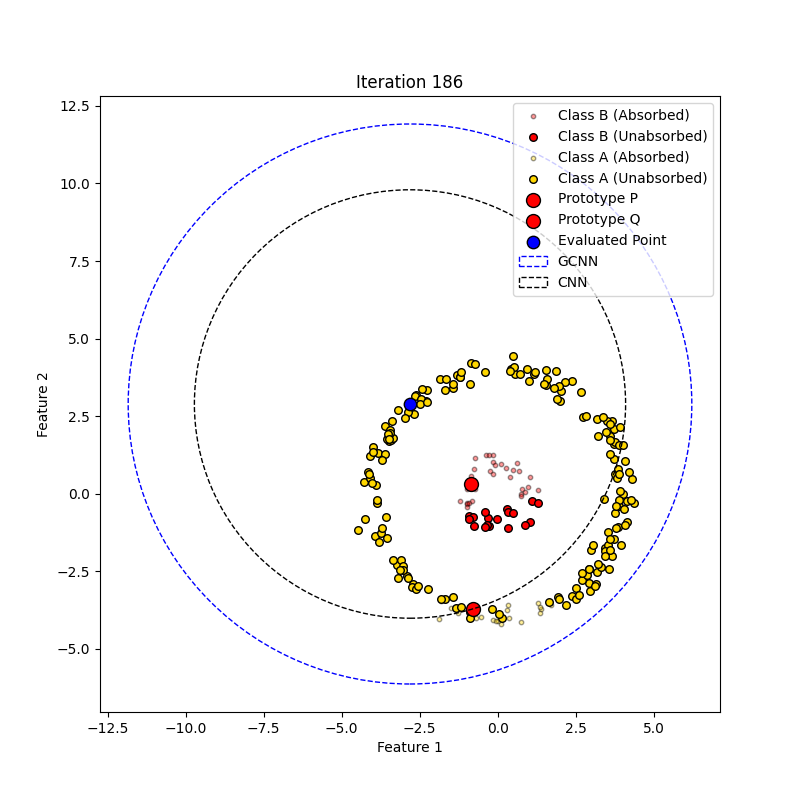 Iteration 186
Class B (Absorbed)
Class B (Unabsorbed)
Class A (Absorbed)
Class A (Unabsorbed)
Prototype P
Prototype Q
Evaluated Point
GCNN
CNN
12.5
10.0
7.5
5.0
2.5
0.0
−2.5
−5.0
Feature 2
−12.5 −10.0 −7.5 −5.0 −2.5 0.0 2.5 5.0
Feature 1